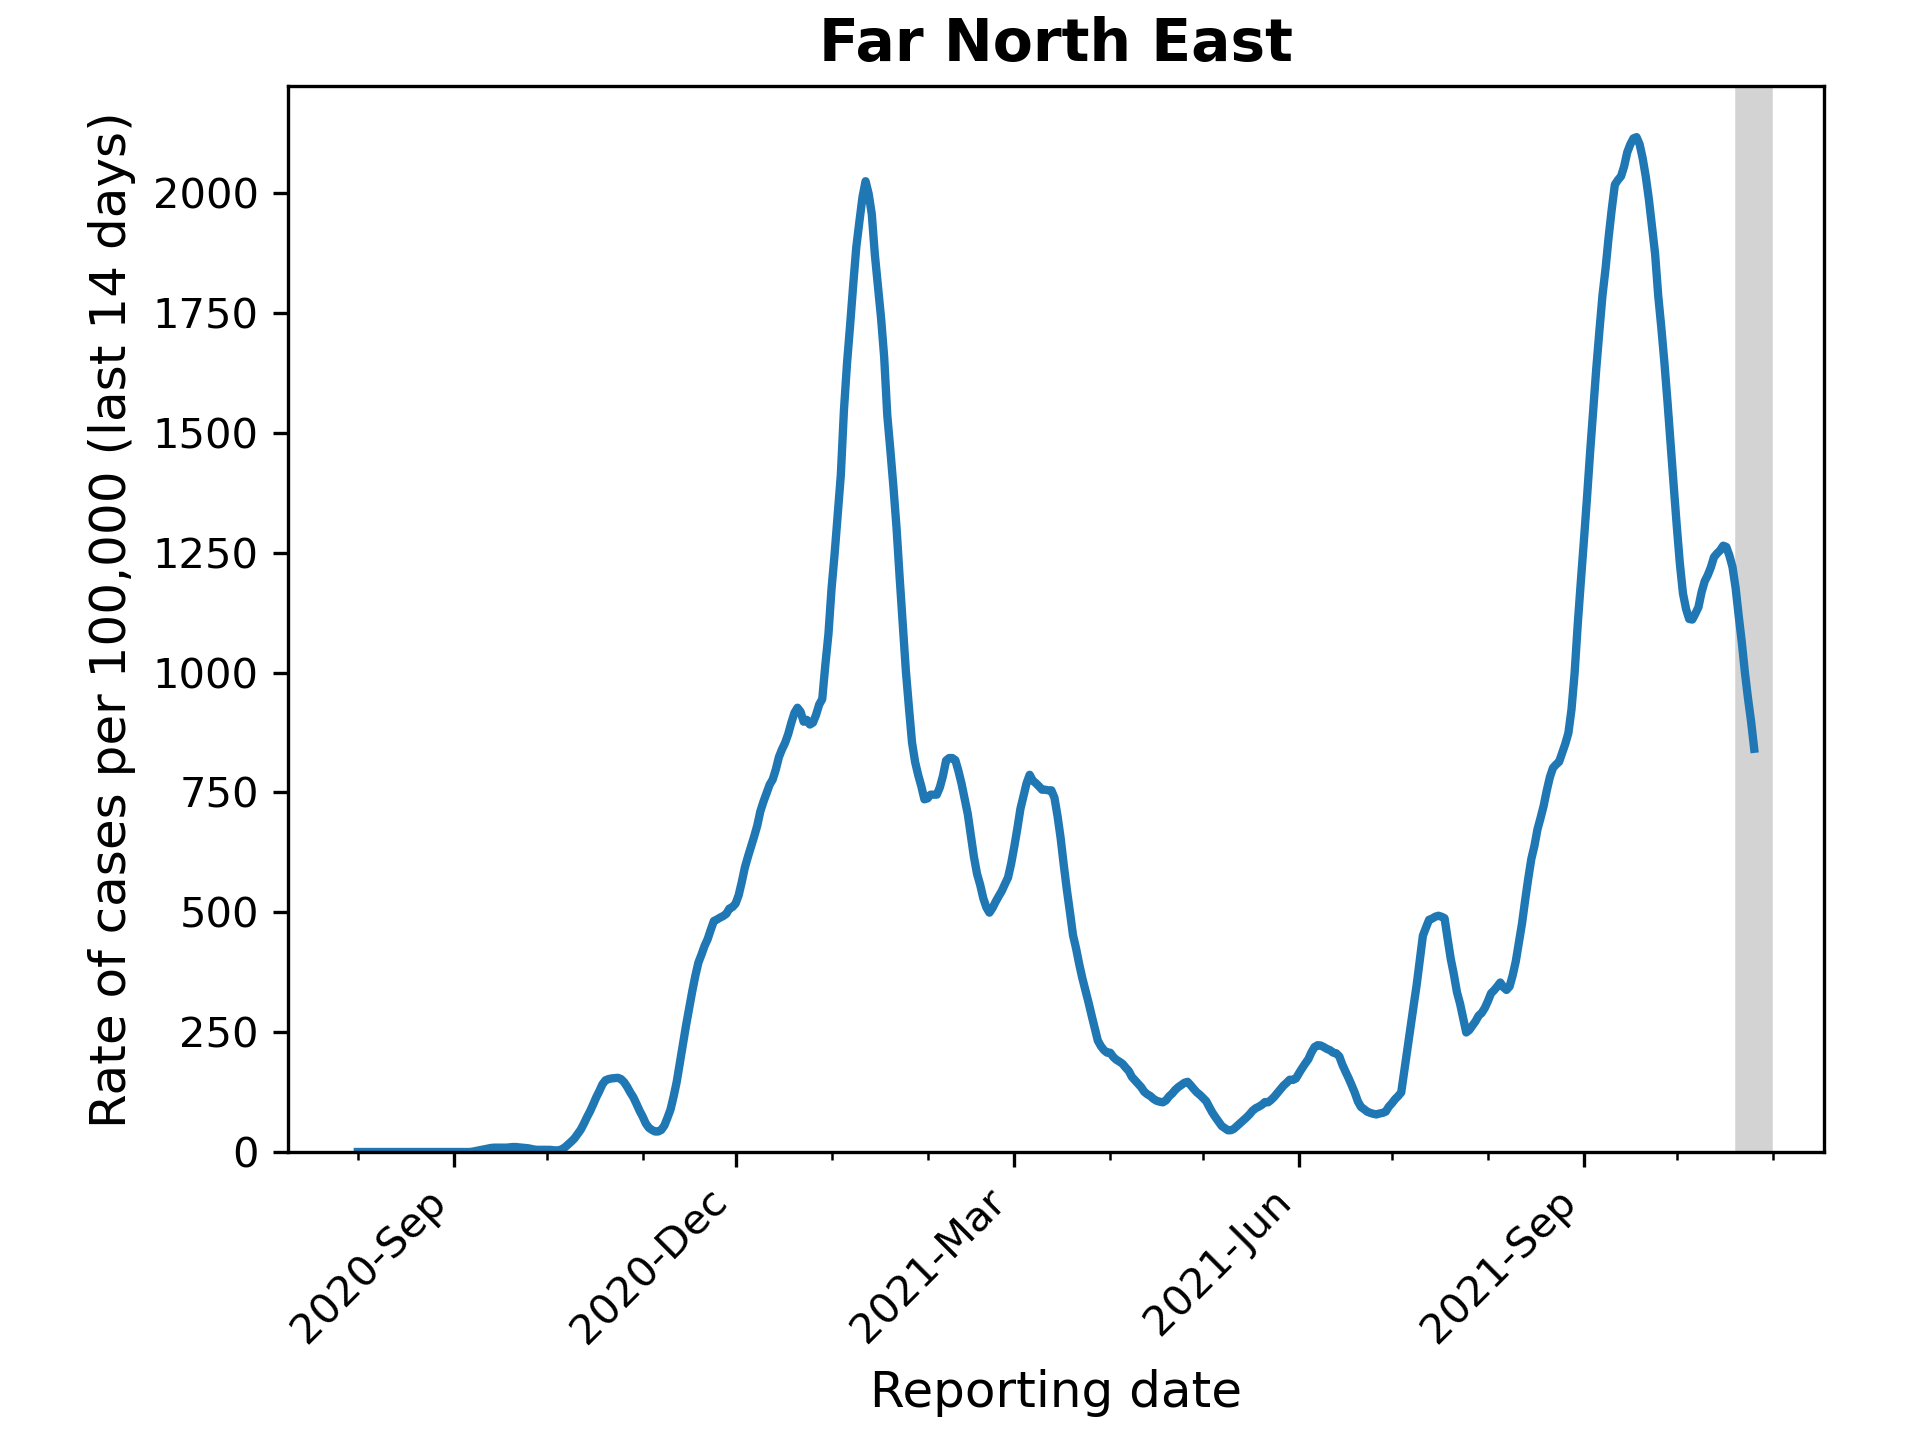 Far North East
Rate of cases per 100,000 (last 14 days)
2000
1750
1500
1250
1000
750
500
250
0
2020-Sep
2020-Dec
2021-Mar
2021-Jun
2021-Sep
Reporting date